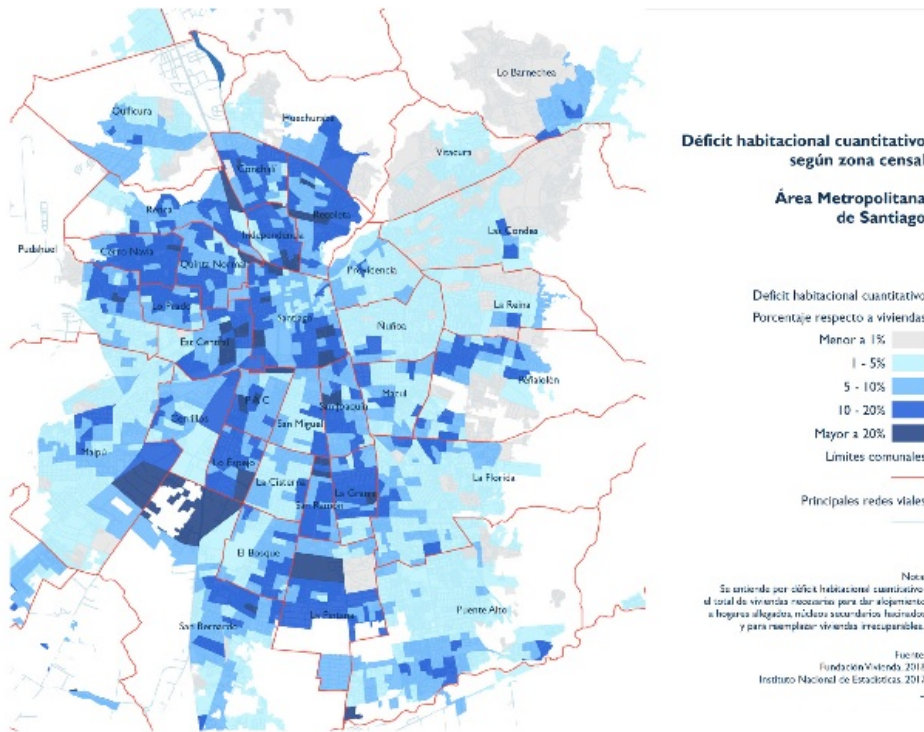 Lo Barnechea
Quilicura
Huechuraba
Vitacura
Conchalí
Renca
Recoleta
Independencia
Las Condes
Pudahuel
Cerro Navia
Quinta Normal
Providencia
Lo Prado
Santiago
La Reina
Ñuñoa
Est Central
Peñalolén
Macul
P A C
San Joaquín
Cerrillos
San Miguel
Maipú
Lo Espejo
La Cisterna
La Florida
La Granja
San Ramón
El Bosque
Puente Alto
La Pintana
San Bernardo
Déficit habitacional cuantitativo
según zona censal
Área Metropolitana
de Santiago
Deficit habitacional cuantitativo
Porcentaje respecto a viviendas
Menor a 1%
1 - 5%
5 - 10%
10 - 20%
Mayor a 20%
Límites comunales
Principales redes viales
Nota:
Se entiende por déficit habitacional cuantitativo
el total de viviendas necesarias para dar alojamiento
a hogares allegados, núcleos secundarios hacinados
y para reemplazar viviendas irrecuperables.
Fuente:
Fundación Vivienda, 2018
Instituto Nacional de Estadísticas, 2017